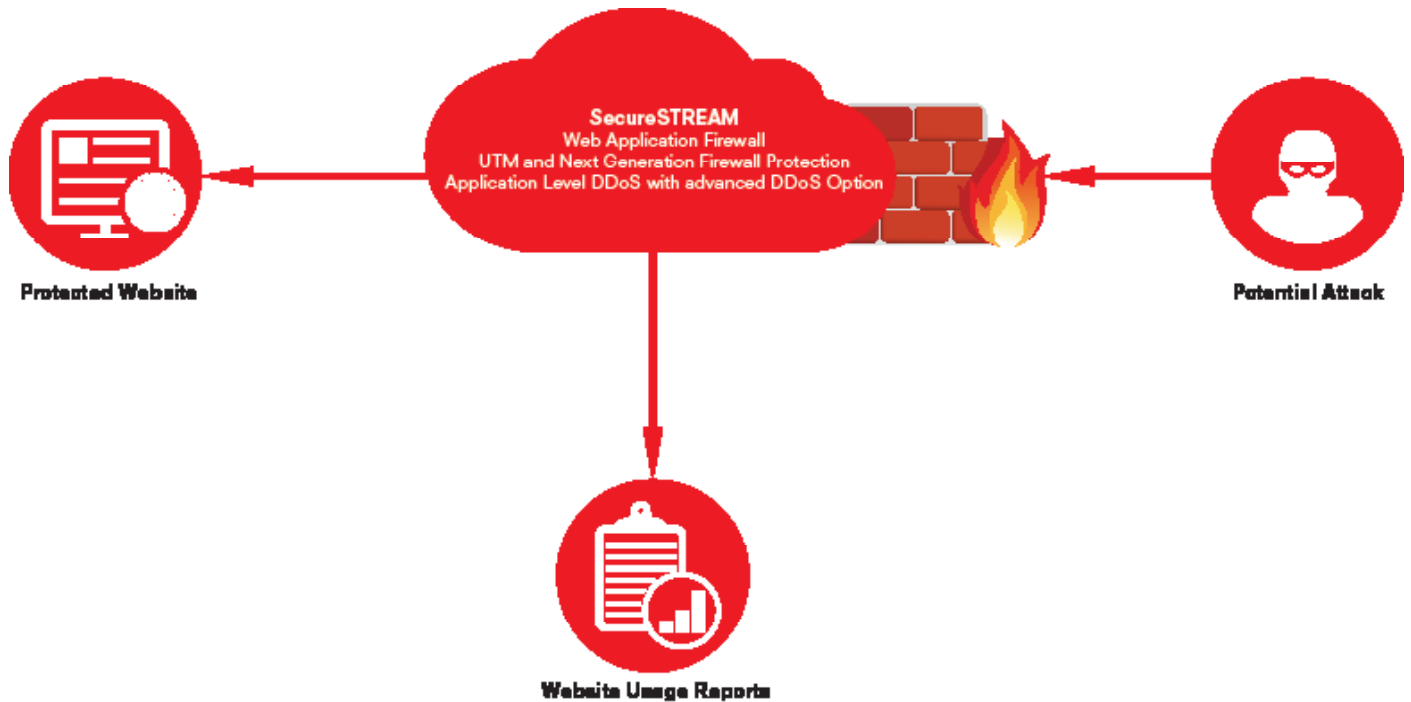 SecureSTREAM
Web Application Firewall
UTM and Next Generation Firewall Protection
Application Level DDoS with advanced DDoS Option
Protected Website
Potential Attack
Website Usage Reports